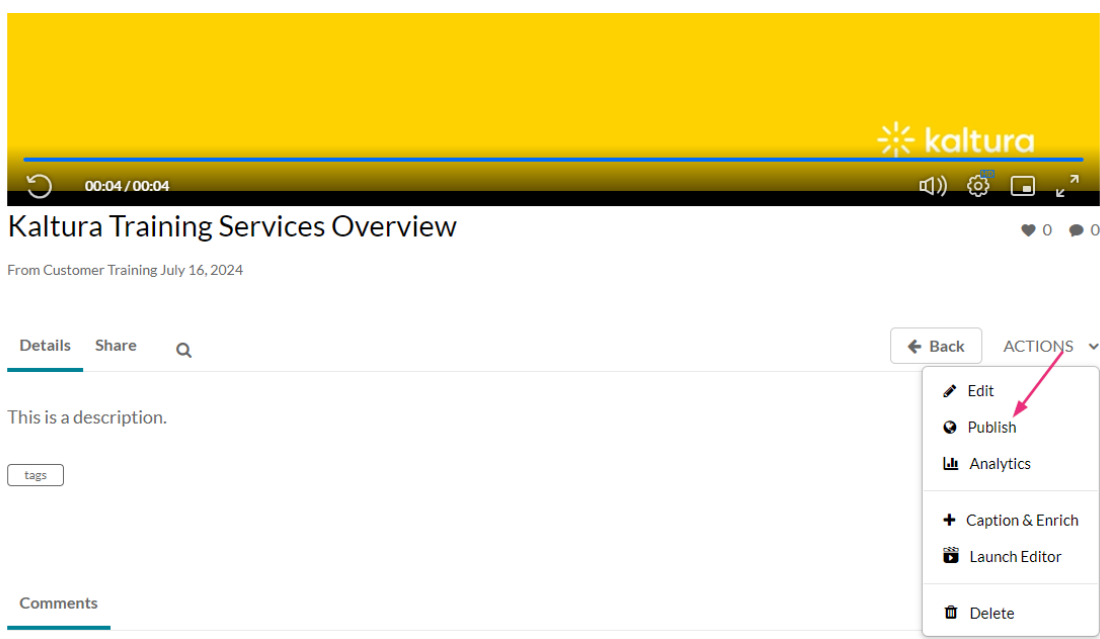 kaltura
00:04 / 00:04
Kaltura Training Services Overview
0 0
From Customer Training July 16, 2024
Details Share Back ACTIONS
Edit
This is a description.
Publish
Analytics
tags
Caption & Enrich
Launch Editor
Comments
Delete